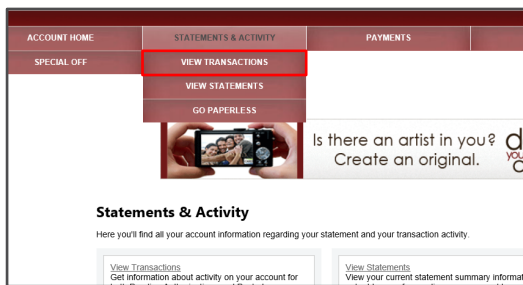 ACCOUNT HOME
STATEMENTS & ACTIVITY
PAYMENTS
SPECIAL OFF
VIEW TRANSACTIONS
VIEW STATEMENTS
GO PAPERLESS
Is there an artist in you?
Create an original.
Statements & Activity
Here you'll find all your account information regarding your statement and your transaction activity.
View Transactions
Get information about activity on your account for
View Statements
View your current statement summary informat